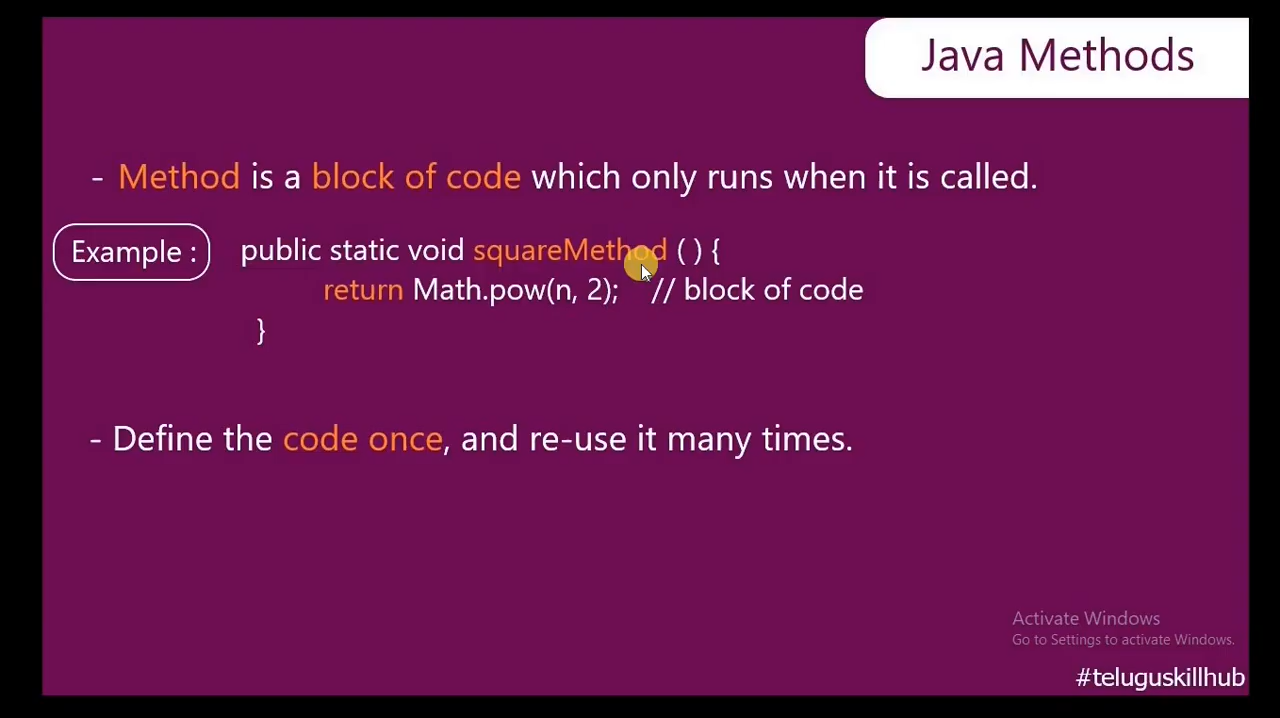 Java Methods
- Method is a block of code which only runs when it is called.
Example : public static void squareMethod ( ) {
return Math.pow(n, 2); // block of code
}
- Define the code once, and re-use it many times.
Activate Windows
Go to Settings to activate Windows.
#teluguskillhub